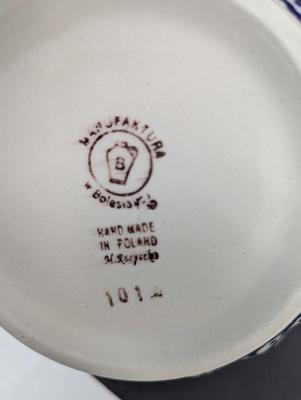 MANUFAKTURA
B
w
HAND MADE
IN POLAND
M.
101